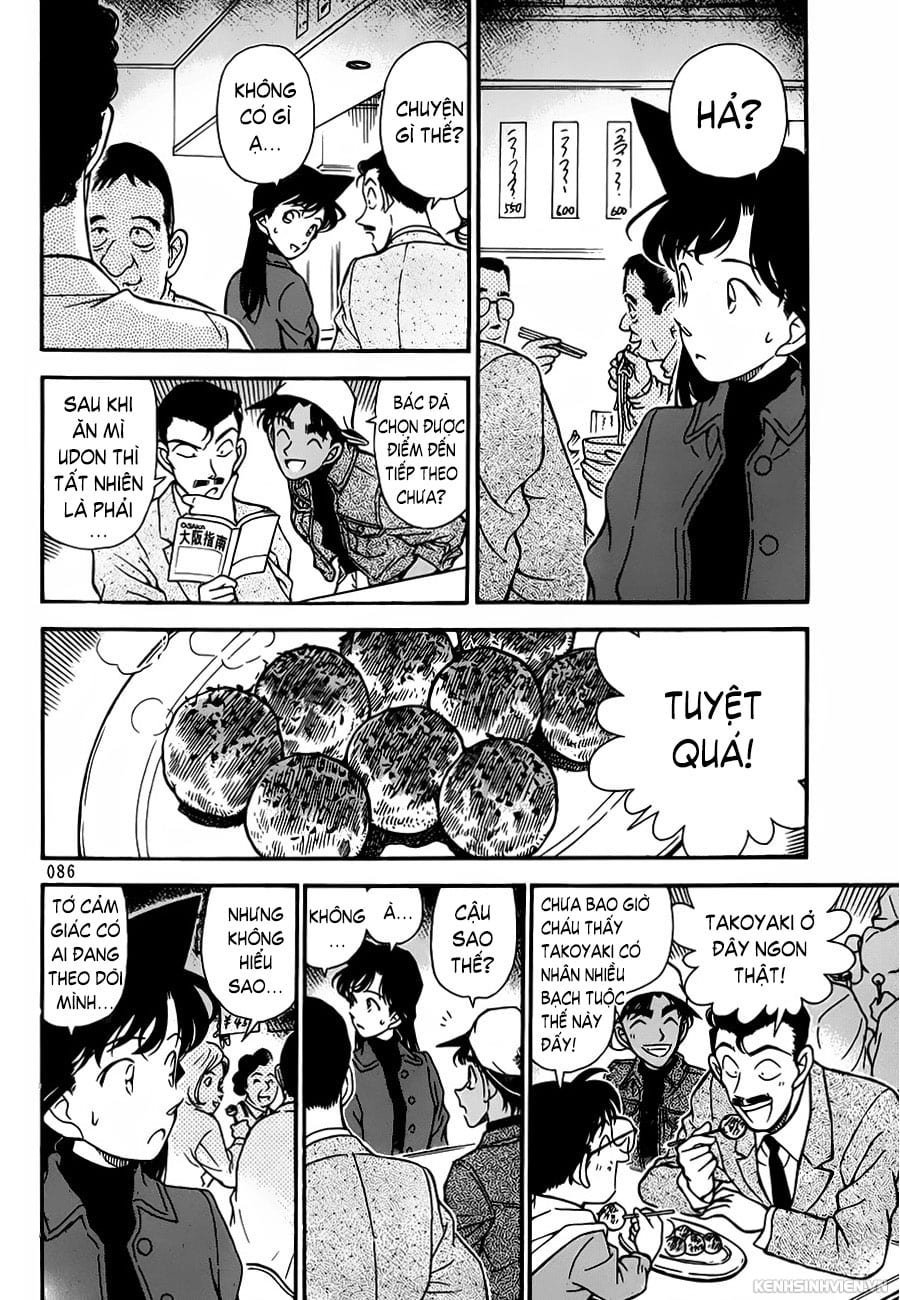 HẢ?
550
600
600
CHUYỆN
GÌ THẾ?
KHÔNG
CÓ GÌ
Ạ...
BÁC ĐÃ
CHỌN ĐƯỢC
ĐIỂM ĐẾN
TIẾP THEO
CHƯA?
SAU KHI
ĂN MÌ
UDON THÌ
TẤT NHIÊN
LÀ PHẢI
...
OSAKA
大阪指南
TUYỆT
QUÁ!
086
TAKOYAKI Ở
ĐÂY NGON
THẬT!
CHƯA BAO GIỜ
CHÁU THẤY
TAKOYAKI CÓ
NHÂN NHIỀU
BẠCH TUỘC
THẾ NÀY
ĐẤY!
CẬU
SAO
THẾ?
À...
KHÔNG
...
NHƯNG
KHÔNG
HIỂU
SAO...
TỚ CẢM
GIÁC CÓ
AI ĐANG
THEO DÕI
MÌNH...
KENHSINHVIEN.VN